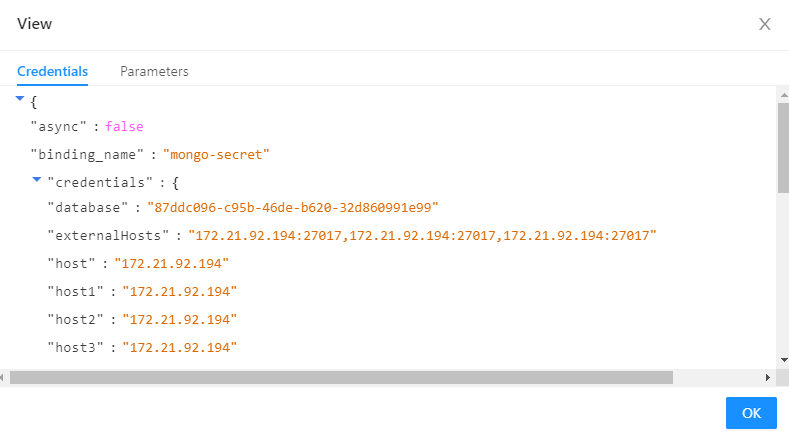 View
Credentials Parameters
{
"async" : false
"binding_name" : "mongo-secret"
"credentials" : {
"database" : "87ddc096-c95b-46de-b620-32d860991e99"
"externalHosts" : "172.21.92.194:27017,172.21.92.194:27017,172.21.92.194:27017"
"host" : "172.21.92.194"
"host1" : "172.21.92.194"
"host2" : "172.21.92.194"
"host3" : "172.21.92.194"
OK